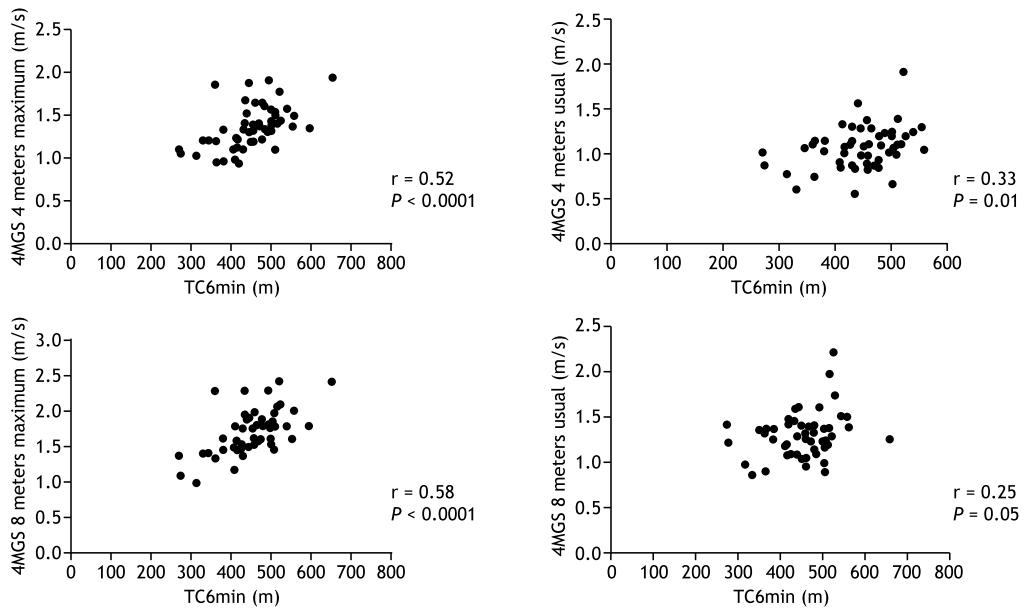 4MGS 4 meters maximum (m/s)
2.5
2.0
1.5
1.0
0.5
0.0
0 100 200 300 400 500 600 700 800
TC6min (m)
r = 0.52
P < 0.0001
4MGS 4 meters usual (m/s)
2.5
2.0
1.5
1.0
0.5
0.0
0 100 200 300 400 500 600
TC6min (m)
r = 0.33
P = 0.01
4MGS 8 meters maximum (m/s)
3.0
2.5
2.0
1.5
1.0
0.5
0.0
0 100 200 300 400 500 600 700 800
TC6min (m)
r = 0.58
P < 0.0001
4MGS 8 meters usual (m/s)
2.5
2.0
1.5
1.0
0.5
0.0
0 100 200 300 400 500 600 700 800
TC6min (m)
r = 0.25
P = 0.05